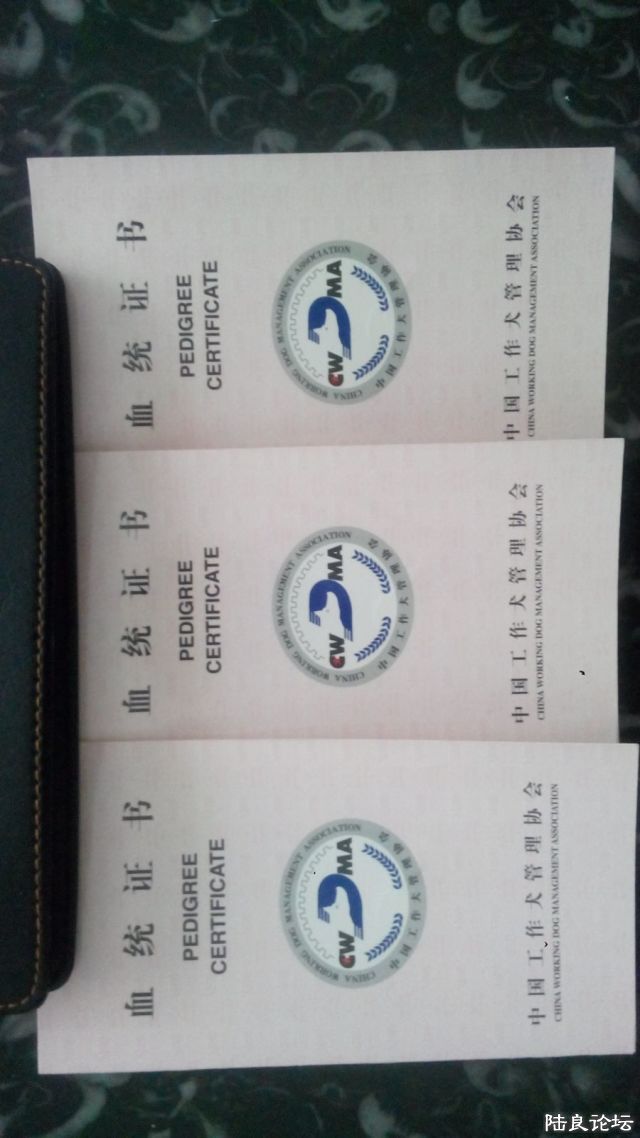 血统证书
PEDIGREE
CERTIFICATE
CHINA WORKING DOG MANAGEMENT ASSOCIATION
CWDMA
中国工作犬管理协会
中国工作犬管理协会
CHINA WORKING DOG MANAGEMENT ASSOCIATION
血统证书
PEDIGREE
CERTIFICATE
CHINA WORKING DOG MANAGEMENT ASSOCIATION
CWDMA
中国工作犬管理协会
中国工作犬管理协会
CHINA WORKING DOG MANAGEMENT ASSOCIATION
血统证书
PEDIGREE
CERTIFICATE
CHINA WORKING DOG MANAGEMENT ASSOCIATION
CWDMA
中国工作犬管理协会
中国工作犬管理协会
CHINA WORKING DOG MANAGEMENT ASSOCIATION
陆良论坛